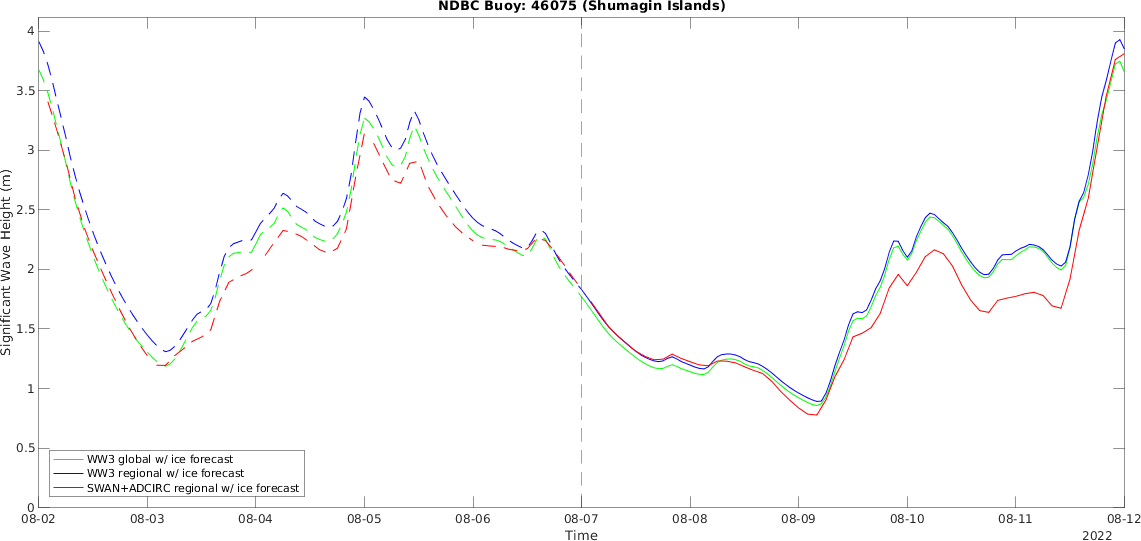 NDBC Buoy: 46075 (Shumagin Islands)
4
3.5
3
2.5
2
1.5
1
0.5
0
Significant Wave Height (m)
WW3 global w/ ice forecast
WW3 regional w/ ice forecast
SWAN+ADCIRC regional w/ ice forecast
08-02 08-03 08-04 08-05 08-06 08-07 08-08 08-09 08-10 08-11 08-12
Time
2022